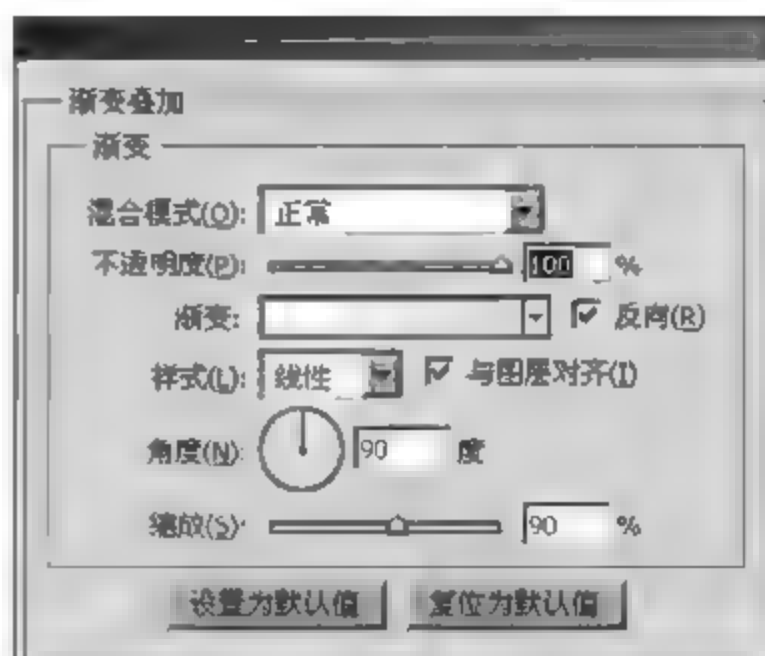 渐变叠加
渐变
混合模式(O): 正常
不透明度(P): 100 %
渐变: 反向(R)
样式(L): 线性 与图层对齐(I)
角度(N): 90 度
缩放(S): 90 %
设置为默认值 复位为默认值